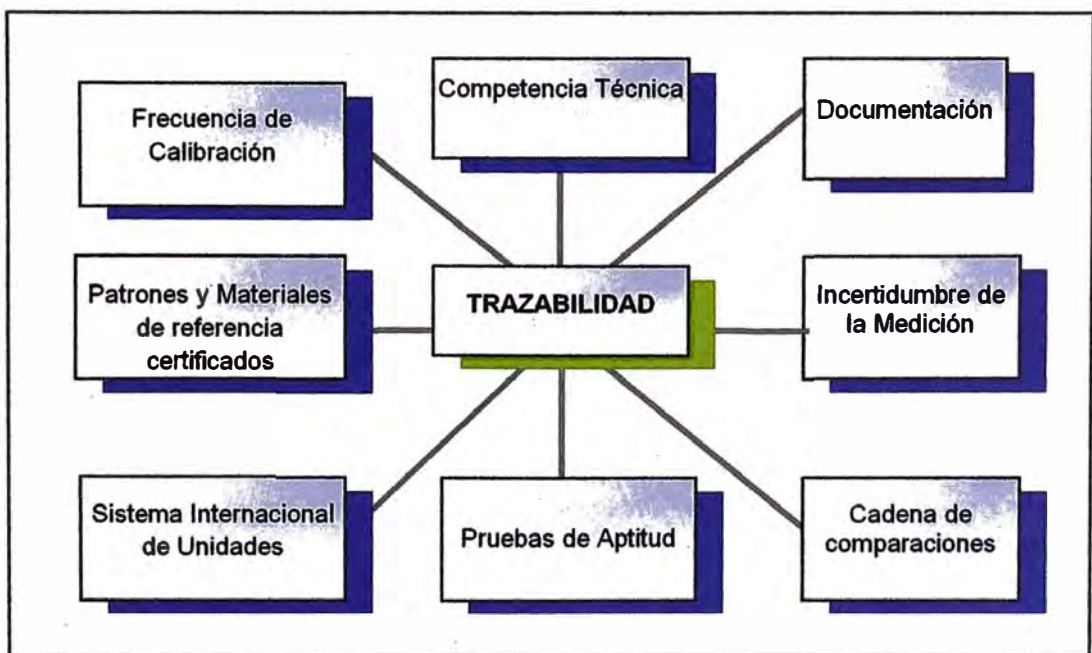 Frecuencia de
Calibración
Competencia Técnica
Documentación
Patrones y Materiales
de referencia
certificados
TRAZABILIDAD
Incertidumbre de
la Medición
Sistema Internacional
de Unidades
Pruebas de Aptitud
Cadena de
comparaciones